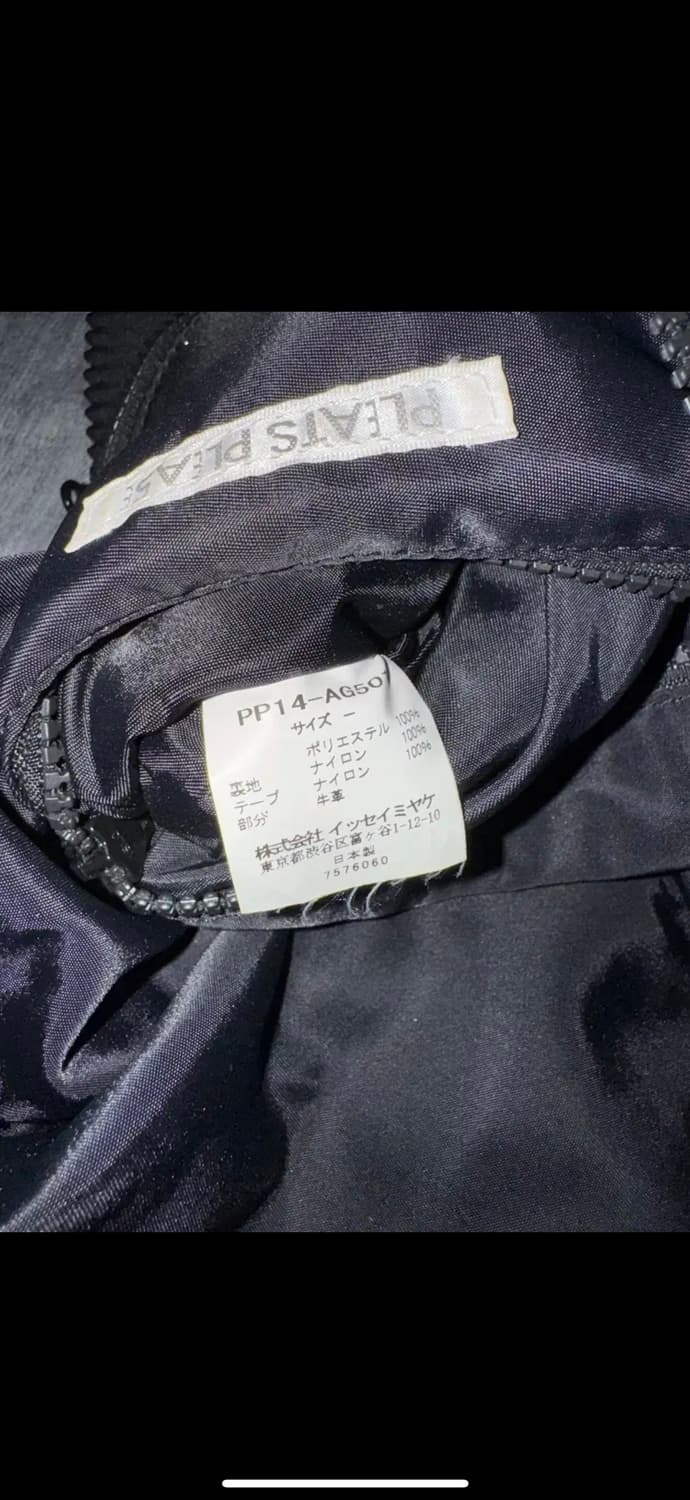 PLEATS PLEASE
PP14-AG507
サイズ －
ポリエステル 100%
裏地 ナイロン 100%
テープ ナイロン 100%
部分 牛革
株式会社 イッセイミヤケ
東京都渋谷区富ケ谷1-12-10
日本製
7576060